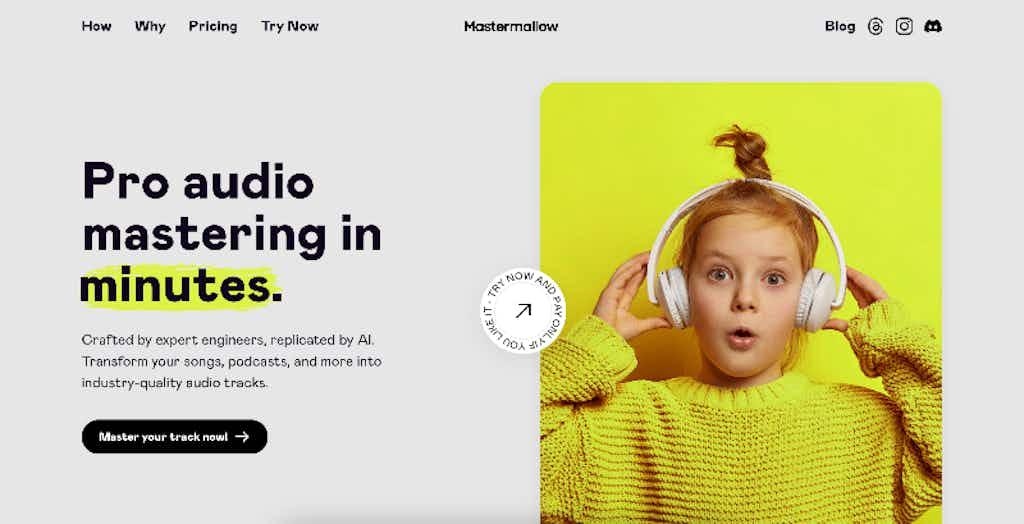 How Why Pricing Try Now Mastermallow Blog
Pro audio
mastering in
minutes.
TRY NOW AND PAY ONLY IF YOU LIKE IT -
Crafted by expert engineers, replicated by AI.
Transform your songs, podcasts, and more into
industry-quality audio tracks.
Master your track now!